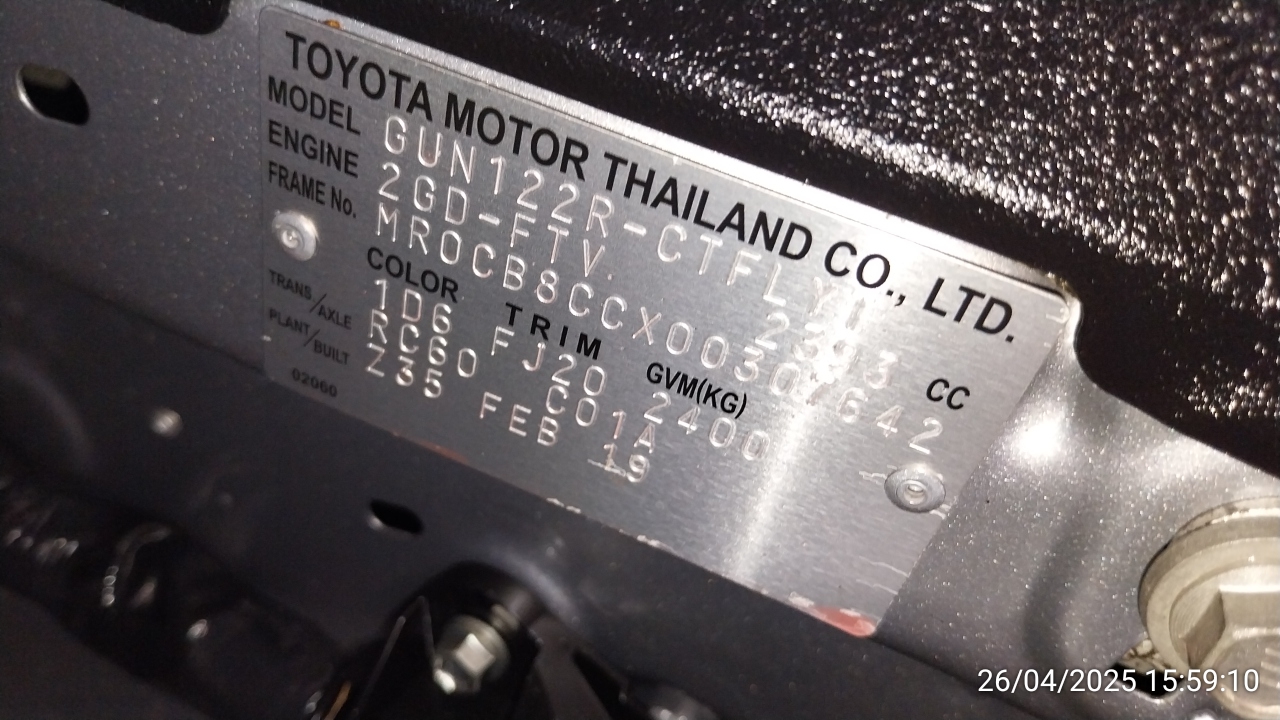 TOYOTA MOTOR THAILAND CO., LTD.
MODEL GUN122R-CTFLY
ENGINE 2GD-FTV. 2393 CC
FRAME No. MR0CB8CCX00307642
COLOR TRIM GVM(KG)
1D6 FJ20 2400
TRANS/AXLE RC60 C01A
PLANT/BUILT Z35 FEB 19
02060
26/04/2025 15:59:10